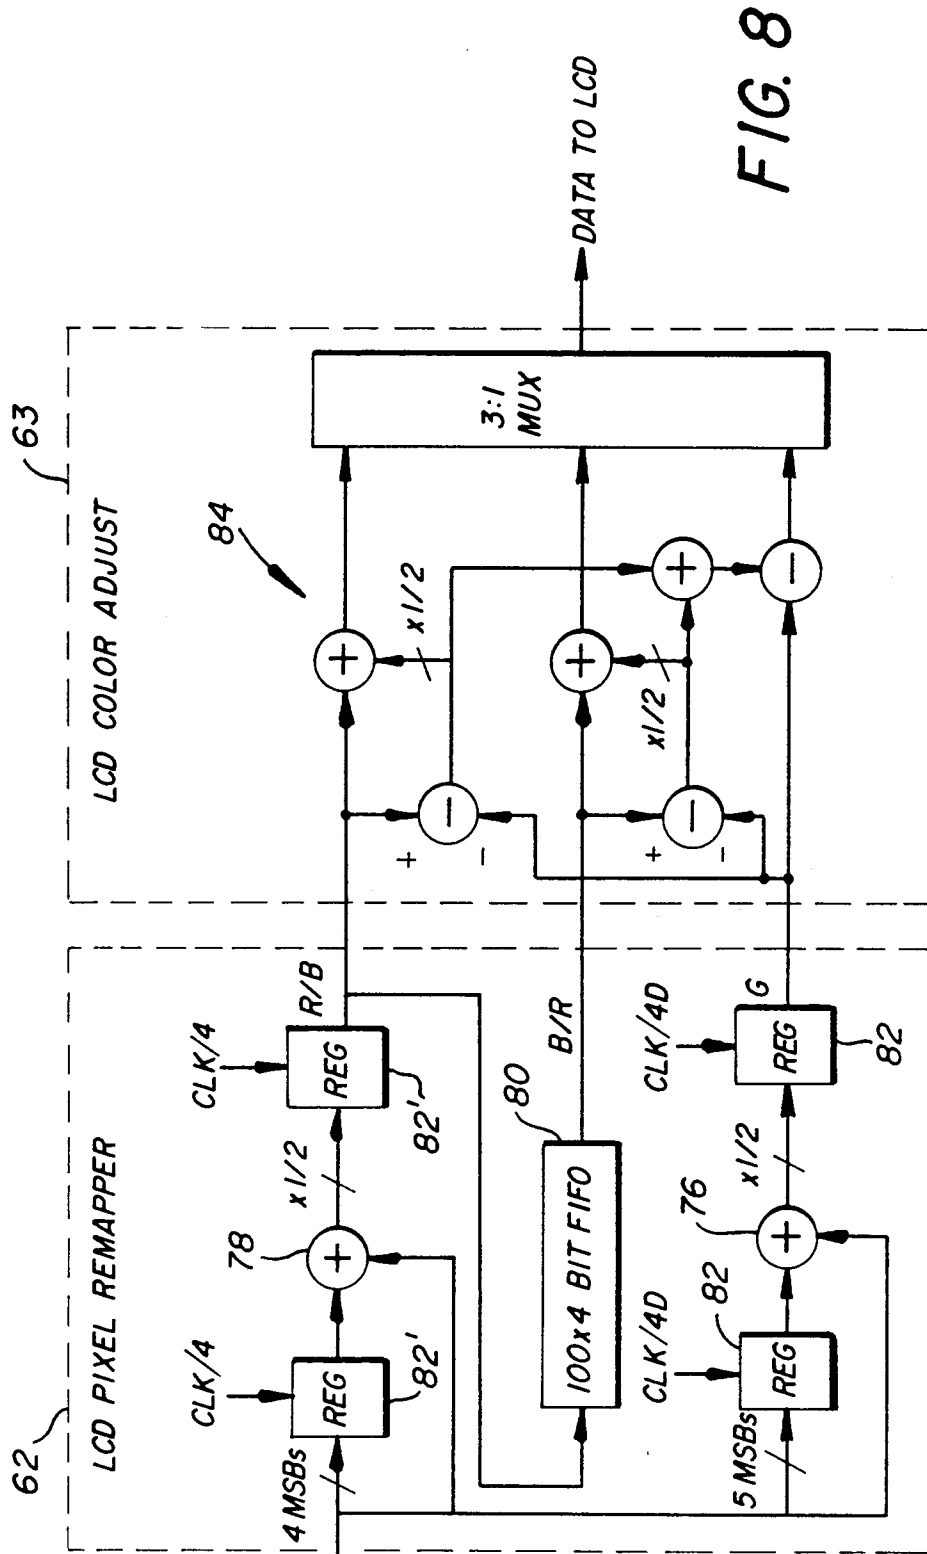 62
LCD PIXEL REMAPPER
63
LCD COLOR ADJUST
84
4 MSBs
CLK/4
REG
82'
78
+
x1/2
CLK/4
REG
82'
R/B
+
-
−
+
x1/2
100x4 BIT FIFO
80
B/R
+
-
−
+
x1/2
+
−
5 MSBs
CLK/4D
REG
82
76
+
x1/2
CLK/4D
REG
82
G
3:1
MUX
DATA TO LCD
FIG. 8